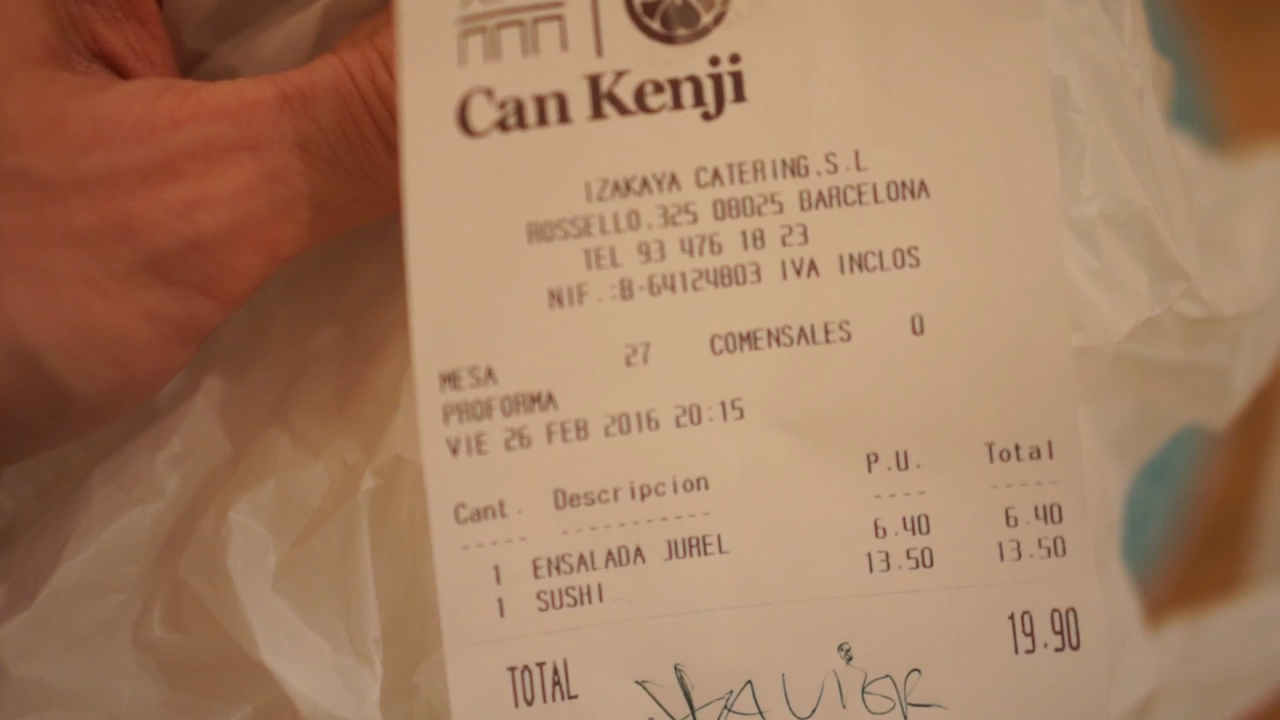 Can Kenji
IZAKAYA CATERING.S.L
ROSSELLO.325 08025 BARCELONA
TEL 93 476 18 23
NIF.:B-64124803 IVA INCLOS
MESA 27 COMENSALES 0
PROFORMA
VIE 26 FEB 2016 20:15
Cant. Descripcion P.U. Total
1 ENSALADA JUREL 6.40 6.40
1 SUSHI 13.50 13.50
TOTAL 19.90
XAVIER